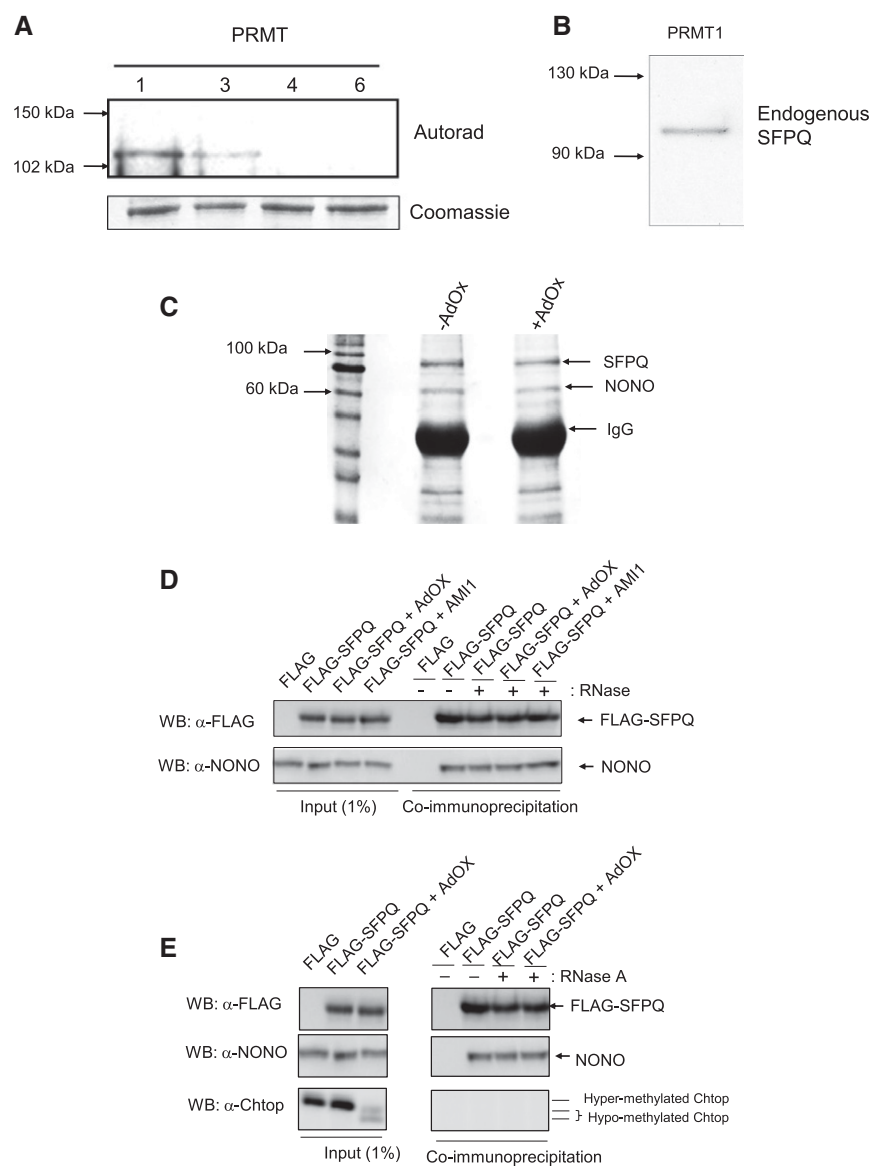 A
PRMT
1 3 4 6
150 kDa
102 kDa
Autorad
Coomassie
B
PRMT1
130 kDa
90 kDa
Endogenous
SFPQ
C
-AdOx
+AdOx
100 kDa
60 kDa
SFPQ
NONO
IgG
D
FLAG
FLAG-SFPQ
FLAG-SFPQ + AdOX
FLAG-SFPQ + AMI1
FLAG
FLAG-SFPQ
FLAG-SFPQ
FLAG-SFPQ + AdOX
FLAG-SFPQ + AMI1
- - + + + : RNase
WB: α-FLAG
FLAG-SFPQ
WB: α-NONO
NONO
Input (1%)
Co-immunoprecipitation
E
FLAG
FLAG-SFPQ
FLAG-SFPQ + AdOX
FLAG
FLAG-SFPQ
FLAG-SFPQ
FLAG-SFPQ + AdOX
– – + + : RNase A
WB: α-FLAG
FLAG-SFPQ
WB: α-NONO
NONO
WB: α-Chtop
Hyper-methylated Chtop
} Hypo-methylated Chtop
Input (1%)
Co-immunoprecipitation